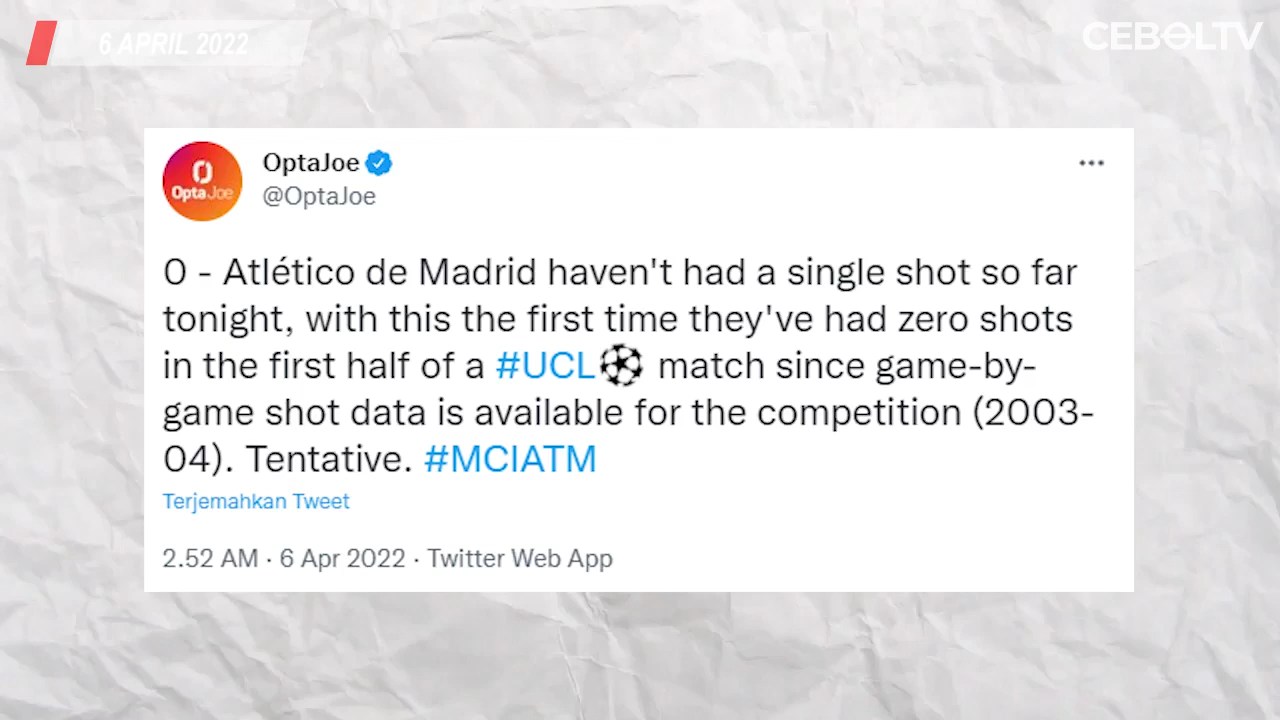 6 APRIL 2022
CEBOLTV
OptaJoe
OptaJoe
@OptaJoe
0 - Atlético de Madrid haven't had a single shot so far
tonight, with this the first time they've had zero shots
in the first half of a #UCL⚽ match since game-by-
game shot data is available for the competition (2003-
04). Tentative. #MCIATM
Terjemahkan Tweet
2.52 AM · 6 Apr 2022 · Twitter Web App